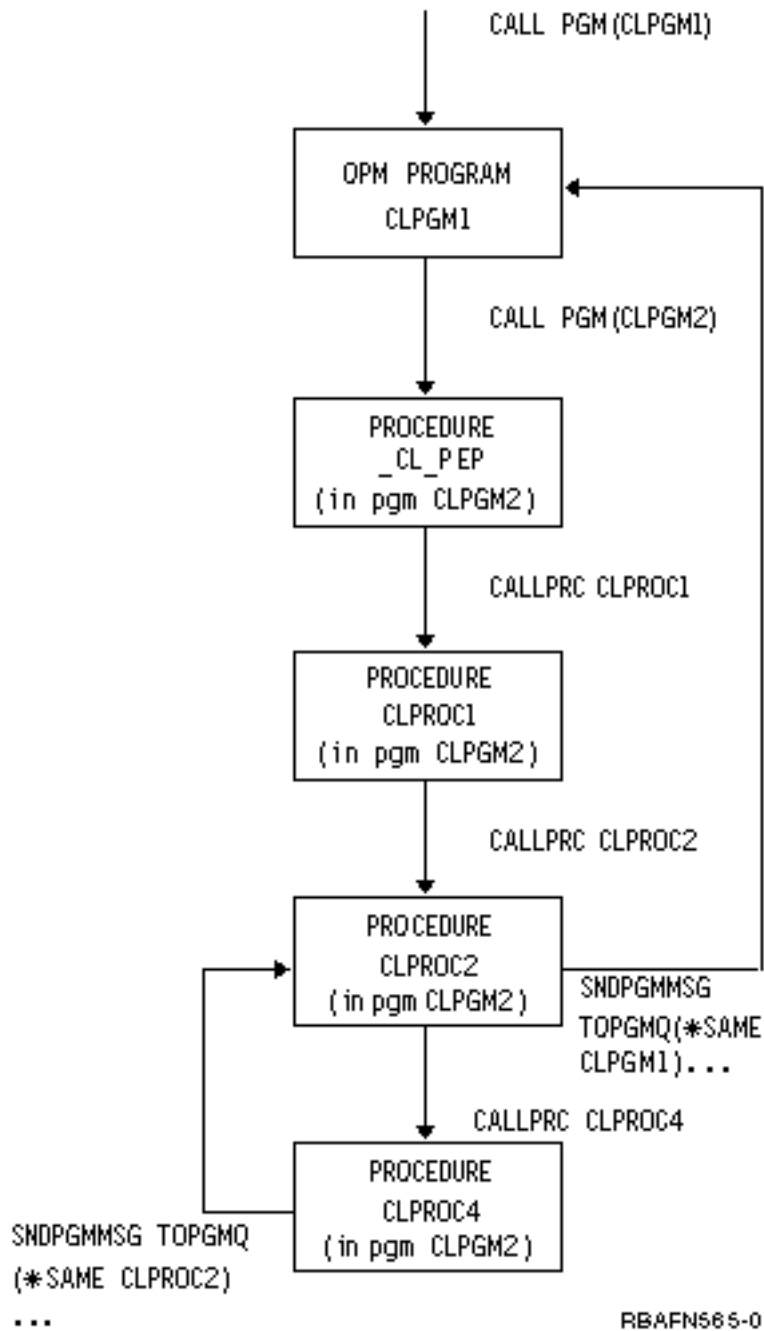 CALL PGM(CLPGM1)
OPM PROGRAM
CLPGM1
CALL PGM(CLPGM2)
PROCEDURE
_CL_PEP
(in pgm CLPGM2)
CALLPRC CLPROC1
PROCEDURE
CLPROC1
(in pgm CLPGM2)
CALLPRC CLPROC2
PROCEDURE
CLPROC2
(in pgm CLPGM2)
SNDPGMMSG
TOPGMQ(*SAME
CLPGM1)...
CALLPRC CLPROC4
PROCEDURE
CLPROC4
(in pgm CLPGM2)
SNDPGMMSG TOPGMQ
(*SAME CLPROC2)
...
RBAFN565-0